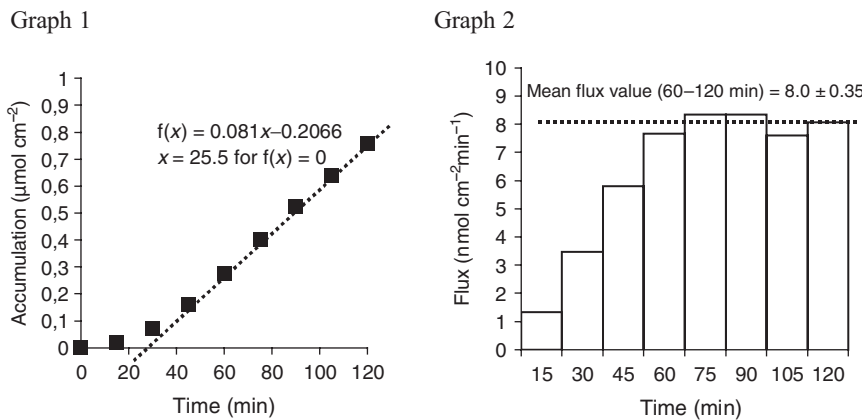 Graph 1
Accumulation (μmol cm−2)
1
0,9
0,8
0,7
0,6
0,5
0,4
0,3
0,2
0,1
0
f(x) = 0.081x–0.2066
x = 25.5 for f(x) = 0
0 20 40 60 80 100 120
Time (min)
Graph 2
Flux (nmol cm−2min−1)
10
9
8
7
6
5
4
3
2
1
0
Mean flux value (60–120 min) = 8.0 ± 0.35
15 30 45 60 75 90 105 120
Time (min)